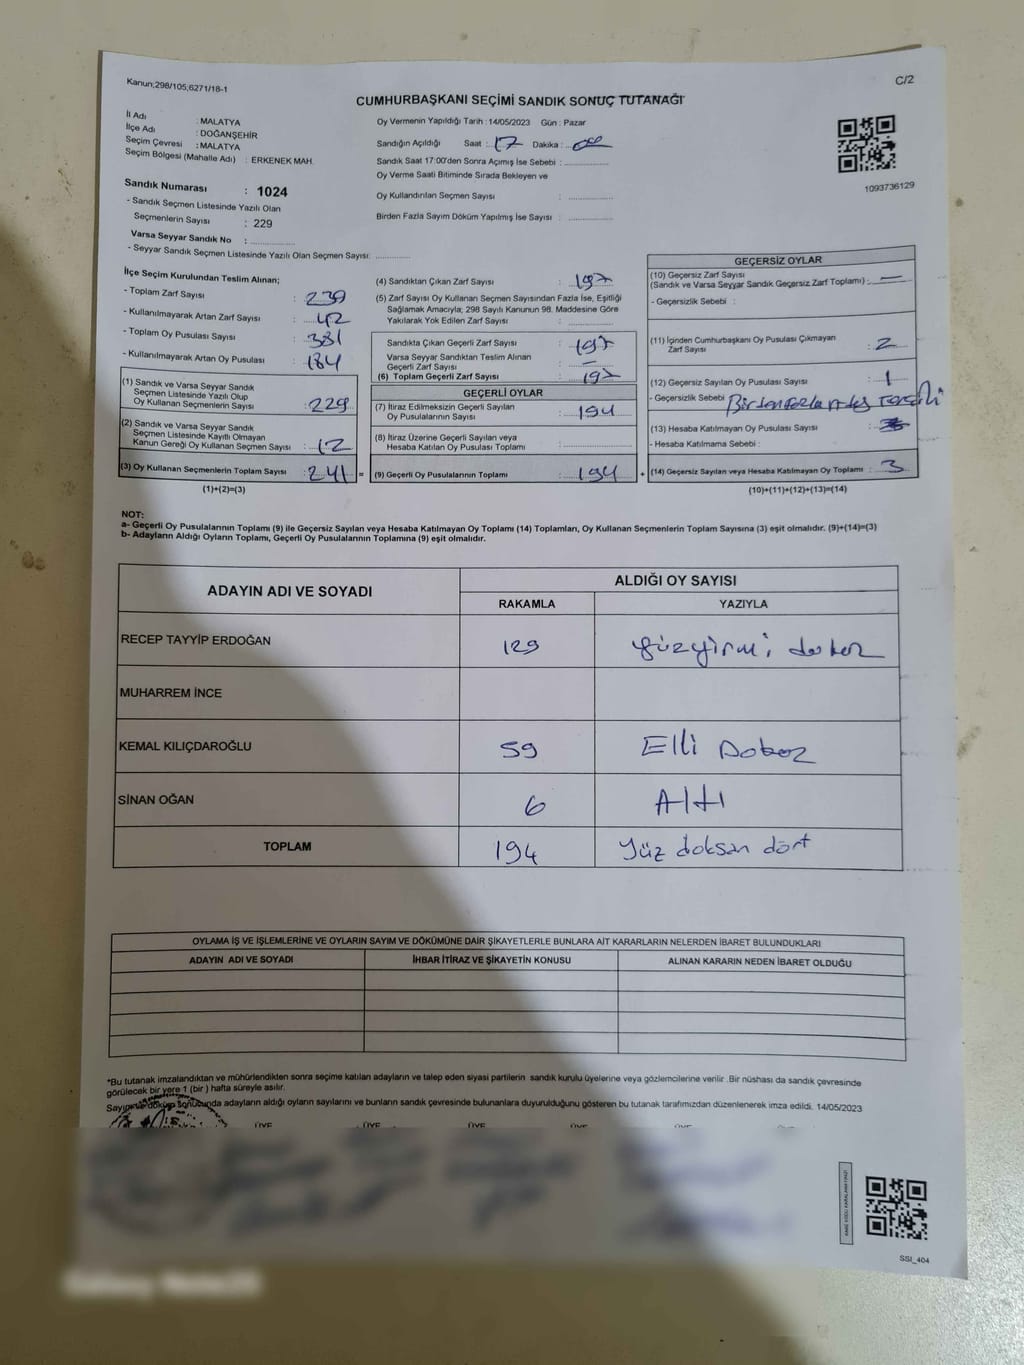 Kanun;298/105,6271/18-1
C/2
CUMHURBAŞKANI SEÇİMİ SANDIK SONUÇ TUTANAĞI
İl Adı : MALATYA
İlçe Adı : DOĞANŞEHİR
Seçim Çevresi : MALATYA
Seçim Bölgesi (Mahalle Adı) : ERKENEK MAH.
Oy Vermenin Yapıldığı Tarih :14/05/2023 Gün : Pazar
Sandığın Açıldığı Saat : 17 Dakika : 00
Sandık Saat 17:00'den Sonra Açımış İse Sebebi :
Oy Verme Saati Bitiminde Sırada Bekleyen ve
Oy Kullandırılan Seçmen Sayısı :
Birden Fazla Sayım Döküm Yapılmış İse Sayısı :
1093736129
Sandık Numarası : 1024
- Sandık Seçmen Listesinde Yazılı Olan
Seçmenlerin Sayısı : 229
Varsa Seyyar Sandık No :
- Seyyar Sandık Seçmen Listesinde Yazılı Olan Seçmen Sayısı:
İlçe Seçim Kurulundan Teslim Alınan;
- Toplam Zarf Sayısı : 239
- Kullanılmayarak Artan Zarf Sayısı : 42
- Toplam Oy Pusulası Sayısı : 381
- Kullanılmayarak Artan Oy Pusulası : 184
(1) Sandık ve Varsa Seyyar Sandık
Seçmen Listesinde Yazılı Olup
Oy Kullanan Seçmenlerin Sayısı : 229
(2) Sandık ve Varsa Seyyar Sandık
Seçmen Listesinde Kayıtlı Olmayan
Kanun Gereği Oy Kullanan Seçmen Sayısı : 12
(3) Oy Kullanan Seçmenlerin Toplam Sayısı : 241 =
(1)+(2)=(3)
(4) Sandıktan Çıkan Zarf Sayısı : 197
(5) Zarf Sayısı Oy Kullanan Seçmen Sayısından Fazla İse, Eşitliği
Sağlamak Amacıyla; 298 Sayılı Kanunun 98. Maddesine Göre
Yakılarak Yok Edilen Zarf Sayısı :
Sandıkta Çıkan Geçerli Zarf Sayısı : 197
Varsa Seyyar Sandıktan Teslim Alınan
Geçerli Zarf Sayısı : –
(6) Toplam Geçerli Zarf Sayısı : 197
GEÇERLİ OYLAR
(7) İtiraz Edilmeksizin Geçerli Sayılan
Oy Pusulalarının Sayısı : 194
(8) İtiraz Üzerine Geçerli Sayılan veya
Hesaba Katılan Oy Pusulası Toplamı :
(9) Geçerli Oy Pusulalarının Toplamı : 194 +
GEÇERSİZ OYLAR
(10) Geçersiz Zarf Sayısı
(Sandık ve Varsa Seyyar Sandık Geçersiz Zarf Toplamı) : —
- Geçersizlik Sebebi :
(11) İçinden Cumhurbaşkanı Oy Pusulası Çıkmayan
Zarf Sayısı : 2
(12) Geçersiz Sayılan Oy Pusulası Sayısı : 1
- Geçersizlik Sebebi Birden fazla Aday Tercihi
(13) Hesaba Katılmayan Oy Pusulası Sayısı :
- Hesaba Katılmama Sebebi :
(14) Geçersiz Sayılan veya Hesaba Katılmayan Oy Toplamı : 3
(10)+(11)+(12)+(13)=(14)
NOT:
a- Geçerli Oy Pusulalarının Toplamı (9) ile Geçersiz Sayılan veya Hesaba Katılmayan Oy Toplamı (14) Toplamları, Oy Kullanan Seçmenlerin Toplam Sayısına (3) eşit olmalıdır. (9)+(14)=(3)
b- Adayların Aldığı Oyların Toplamı, Geçerli Oy Pusulalarının Toplamına (9) eşit olmalıdır.
ADAYIN ADI VE SOYADI
ALDIĞI OY SAYISI
RAKAMLA YAZIYLA
RECEP TAYYİP ERDOĞAN 129 yüzyirmi dokuz
MUHARREM İNCE
KEMAL KILIÇDAROĞLU 59 Elli Dokoz
SİNAN OĞAN 6 Altı
TOPLAM 194 yüz doksan dört
OYLAMA İŞ VE İŞLEMLERİNE VE OYLARIN SAYIM VE DÖKÜMÜNE DAİR ŞİKAYETLERLE BUNLARA AİT KARARLARIN NELERDEN İBARET BULUNDUKLARI
ADAYIN ADI VE SOYADI İHBAR İTİRAZ VE ŞİKAYETİN KONUSU ALINAN KARARIN NEDEN İBARET OLDUĞU
*Bu tutanak imzalandıktan ve mühürlendikten sonra seçime katılan adayların ve talep eden siyasi partilerin sandık kurulu üyelerine veya gözlemcilerine verilir .Bir nüshası da sandık çevresinde
görülecek bir yere 1 (bir ) hafta süreyle asılır.
Sayım ve döküm sonucunda adayların aldığı oyların sayılarını ve bunların sandık çevresinde bulunanlara duyurulduğunu gösteren bu tutanak tarafımızdan düzenlenerek imza edildi. 14/05/2023
ÜYE ÜYE ÜYE ÜYE ÜYE
SSI_404